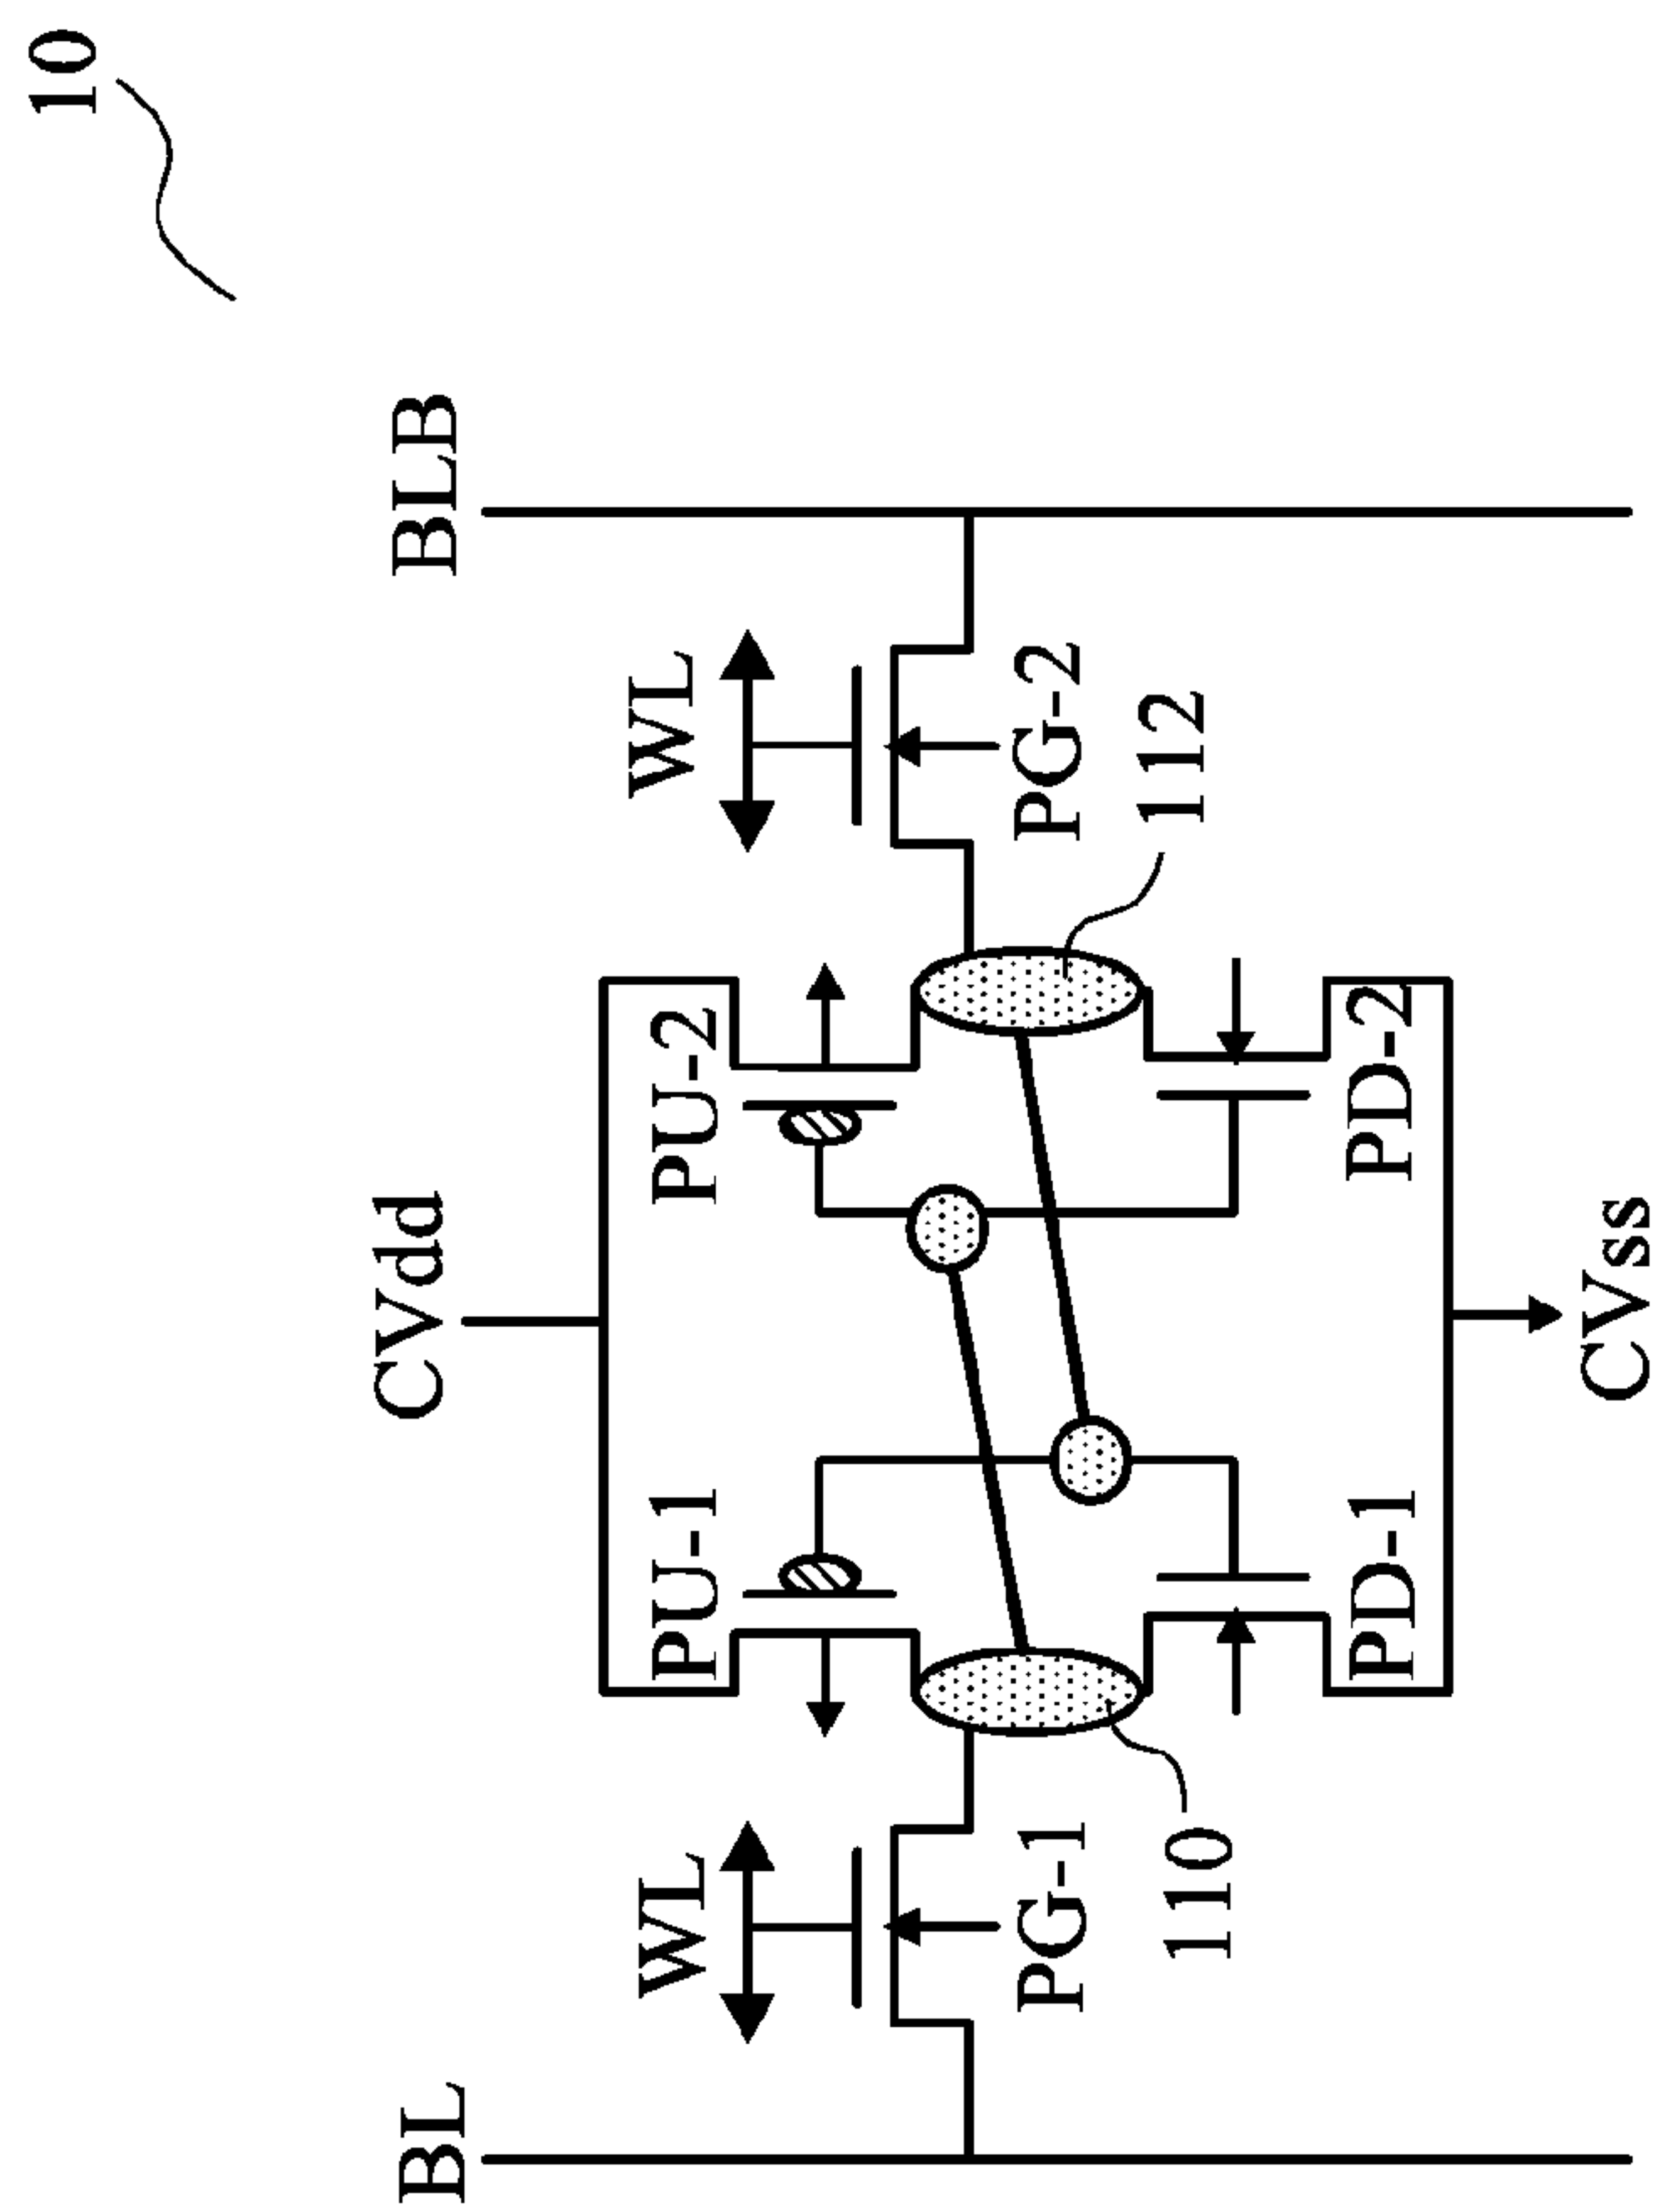 10
CVdd
BL
BLB
WL
WL
PU-1
PU-2
PG-1
PG-2
110
112
PD-1
PD-2
CVss